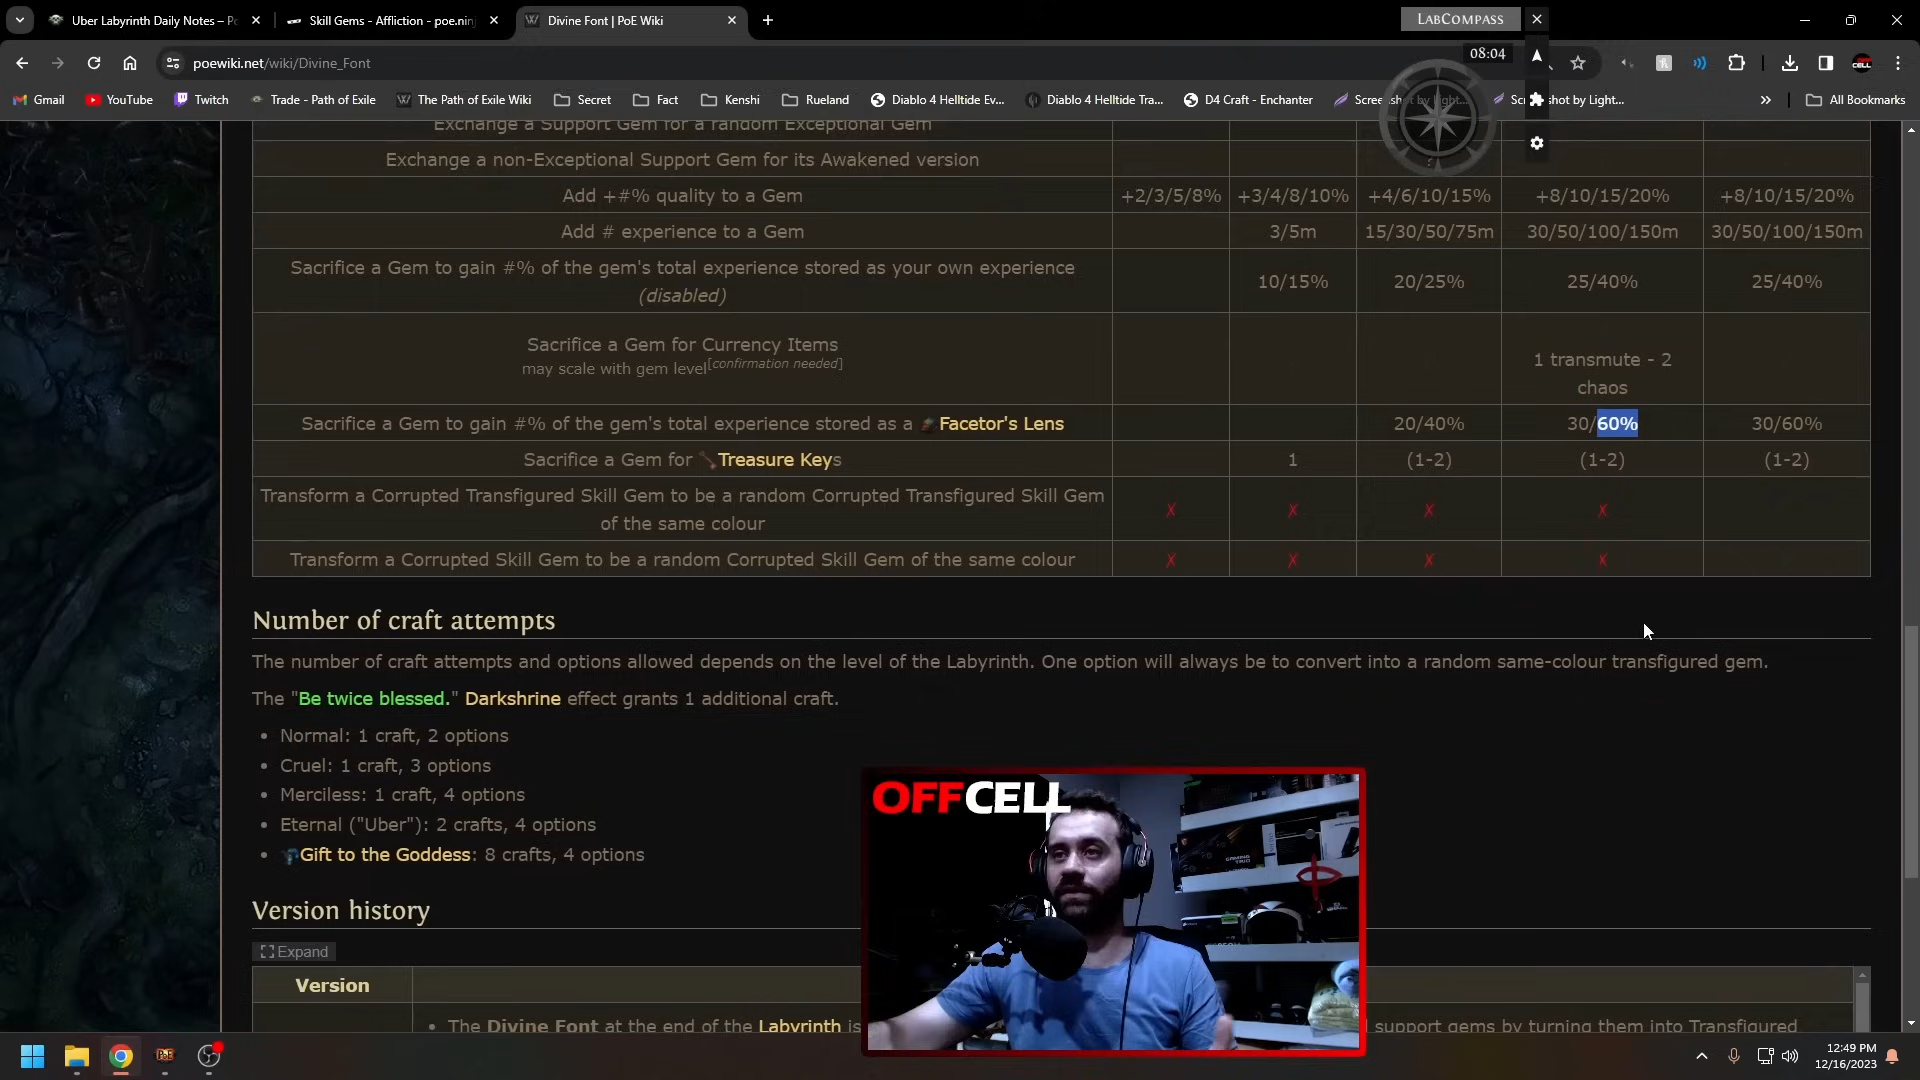 Uber Labyrinth Daily Notes – Po
Skill Gems - Affliction - poe.nin
Divine Font | PoE Wiki
LABCOMPASS
08:04
poewiki.net/wiki/Divine_Font
Gmail
YouTube
Twitch
Trade - Path of Exile
The Path of Exile Wiki
Secret
Fact
Kenshi
Rueland
Diablo 4 Helltide Ev...
Diablo 4 Helltide Tra...
D4 Craft - Enchanter
Screenshot by Light...
Screenshot by Light...
All Bookmarks
Exchange a Support Gem for a random Exceptional Gem
Exchange a non-Exceptional Support Gem for its Awakened version ?
Add +#% quality to a Gem +2/3/5/8% +3/4/8/10% +4/6/10/15% +8/10/15/20% +8/10/15/20%
Add # experience to a Gem 3/5m 15/30/50/75m 30/50/100/150m 30/50/100/150m
Sacrifice a Gem to gain #% of the gem's total experience stored as your own experience
(disabled) 10/15% 20/25% 25/40% 25/40%
Sacrifice a Gem for Currency Items
may scale with gem level[confirmation needed]
1 transmute - 2
chaos
Sacrifice a Gem to gain #% of the gem's total experience stored as a Facetor's Lens 20/40% 30/60% 30/60%
Sacrifice a Gem for Treasure Keys 1 (1-2) (1-2) (1-2)
Transform a Corrupted Transfigured Skill Gem to be a random Corrupted Transfigured Skill Gem
of the same colour ✗ ✗ ✗ ✗
Transform a Corrupted Skill Gem to be a random Corrupted Skill Gem of the same colour ✗ ✗ ✗ ✗
Number of craft attempts
The number of craft attempts and options allowed depends on the level of the Labyrinth. One option will always be to convert into a random same-colour transfigured gem.
The "Be twice blessed." Darkshrine effect grants 1 additional craft.
• Normal: 1 craft, 2 options
• Cruel: 1 craft, 3 options
• Merciless: 1 craft, 4 options
• Eternal ("Uber"): 2 crafts, 4 options
• Gift to the Goddess: 8 crafts, 4 options
OFFCELL
Version history
Expand
Version
• The Divine Font at the end of the Labyrinth is
support gems by turning them into Transfigured
12:49 PM
12/16/2023